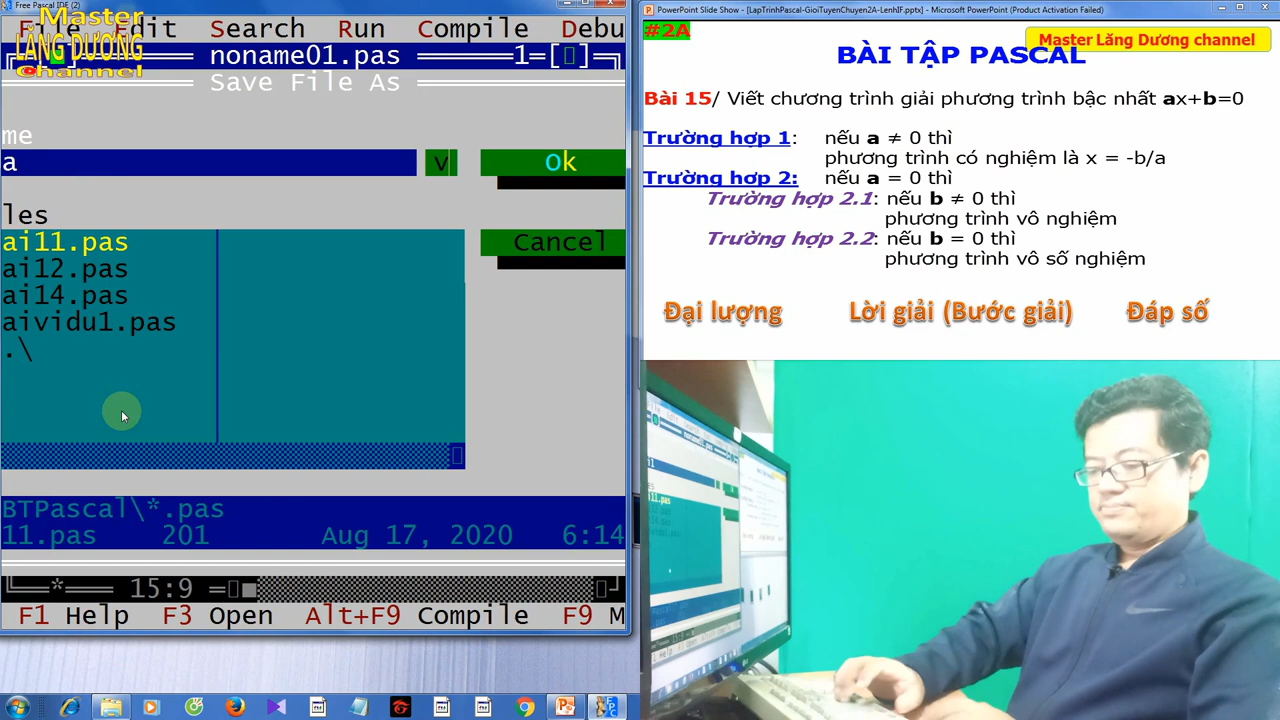 Free Pascal IDE (2)
Master
LĂNG DƯƠNG
Channel
Edit Search Run Compile Debu
noname01.pas 1=[
Save File As
me
a
v
Ok
les
ai11.pas
ai12.pas
ai14.pas
aividu1.pas
.\
Cancel
BTPascal\*.pas
11.pas 201 Aug 17, 2020 6:14
* 15:9
F1 Help F3 Open Alt+F9 Compile F9 M
PowerPoint Slide Show - [LapTrinhPascal-GioiTuyenChuyen2A-LenhIF.pptx] - Microsoft PowerPoint (Product Activation Failed)
#2A
Master Lăng Dương channel
BÀI TẬP PASCAL
Bài 15/ Viết chương trình giải phương trình bậc nhất ax+b=0
Trường hợp 1: nếu a ≠ 0 thì
phương trình có nghiệm là x = -b/a
Trường hợp 2: nếu a = 0 thì
Trường hợp 2.1: nếu b ≠ 0 thì
phương trình vô nghiệm
Trường hợp 2.2: nếu b = 0 thì
phương trình vô số nghiệm
Đại lượng Lời giải (Bước giải) Đáp số